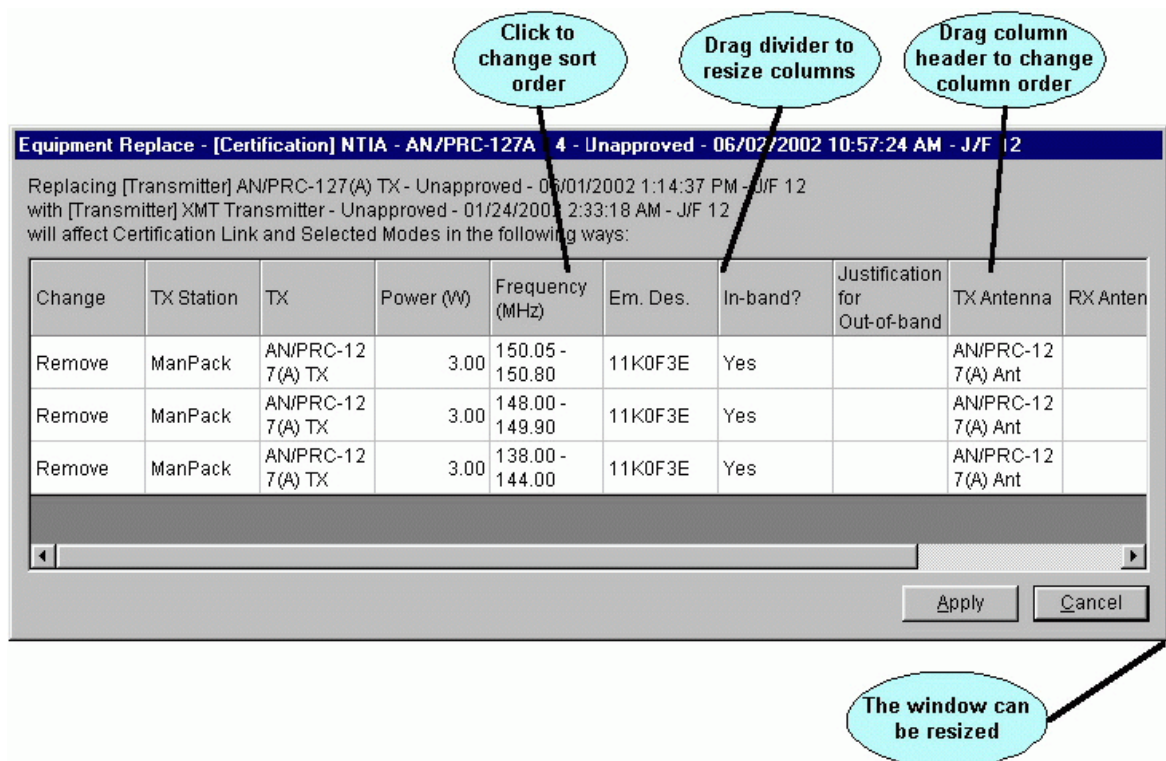 Click to
change sort
order
Drag divider to
resize columns
Drag column
header to change
column order
Equipment Replace - [Certification] NTIA - AN/PRC-127A 4 - Unapproved - 06/02/2002 10:57:24 AM - J/F 12
Replacing [Transmitter] AN/PRC-127(A) TX - Unapproved - 06/01/2002 1:14:37 PM - J/F 12
with [Transmitter] XMT Transmitter - Unapproved - 2:33:18 AM - J/F 12
will affect Certification Link and Selected Modes in the following ways:
Change TX Station TX Power (W) Frequency (MHz) Em. Des. In-band? Justification for Out-of-band TX Antenna RX Anten
Remove ManPack AN/PRC-12 7(A) TX 3.00 150.05 - 150.80 11K0F3E Yes AN/PRC-12 7(A) Ant
Remove ManPack AN/PRC-12 7(A) TX 3.00 148.00 - 149.90 11K0F3E Yes AN/PRC-12 7(A) Ant
Remove ManPack AN/PRC-12 7(A) TX 3.00 138.00 - 144.00 11K0F3E Yes AN/PRC-12 7(A) Ant
Apply Cancel
The window can
be resized